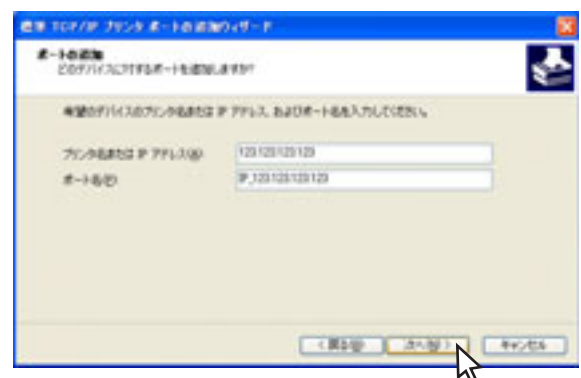 標準 TCP/IP プリンタ ポートの追加ウィザード
ポートの追加
どのデバイスに対するポートを追加しますか?
希望のデバイスのプリンタ名または IP アドレス、およびポート名を入力してください。
プリンタ名または IP アドレス(A):
123.123.123.123
ポート名(P):
IP_123.123.123.123
< 戻る(B)
次へ(N) >
キャンセル